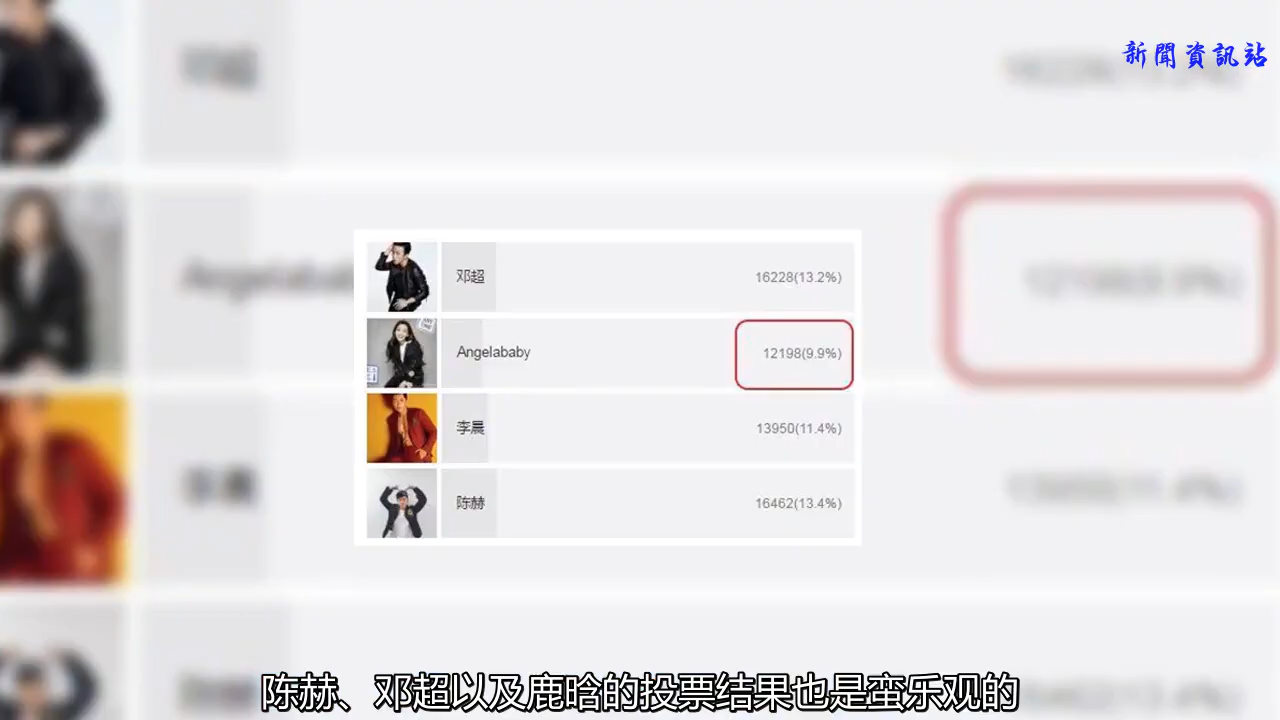 新聞資訊站
邓超
16228(13.2%)
Angelababy
12198(9.9%)
李晨
13950(11.4%)
陈赫
16462(13.4%)
陈赫、邓超以及鹿晗的投票结果也是蛮乐观的